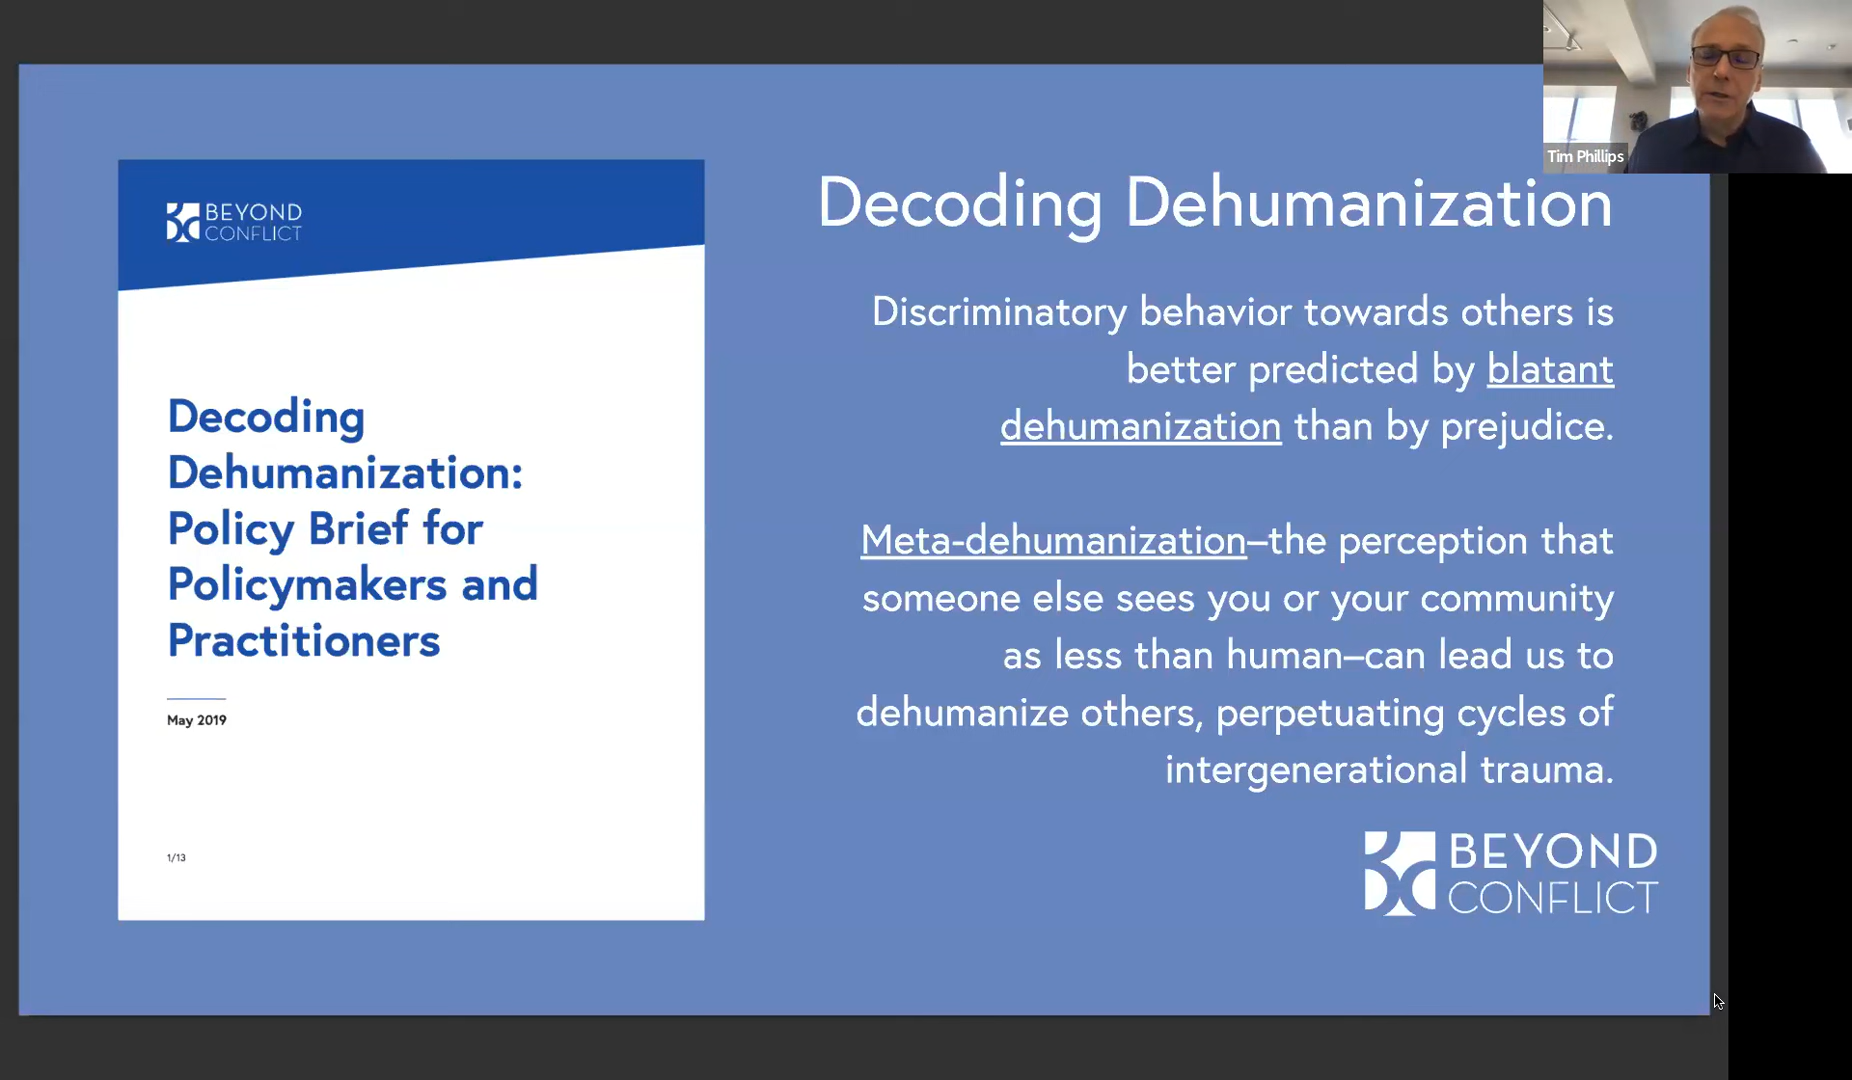 Tim Phillips
BEYOND
CONFLICT
Decoding
Dehumanization:
Policy Brief for
Policymakers and
Practitioners
May 2019
1/13
Decoding Dehumanization
Discriminatory behavior towards others is
better predicted by blatant
dehumanization than by prejudice.
Meta-dehumanization–the perception that
someone else sees you or your community
as less than human–can lead us to
dehumanize others, perpetuating cycles of
intergenerational trauma.
BEYOND
CONFLICT